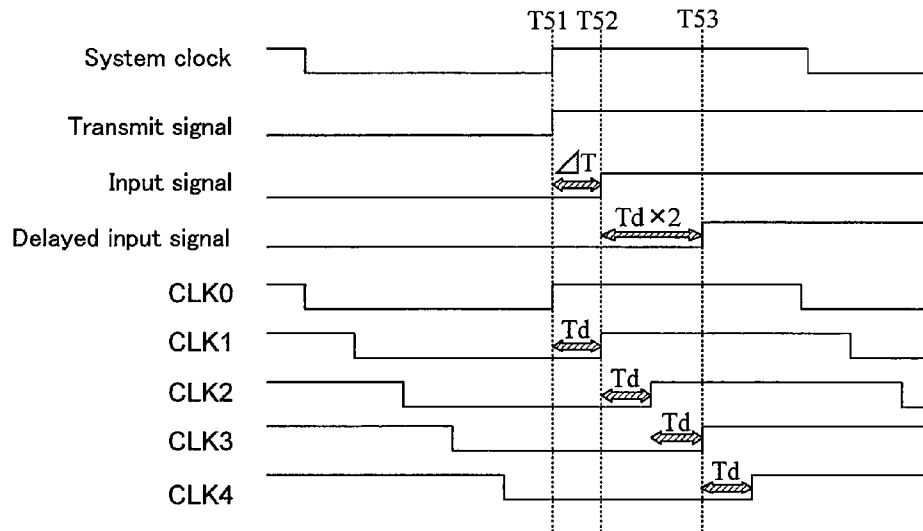 T51 T52 T53
System clock
Transmit signal
⊿T
Input signal
Td×2
Delayed input signal
CLK0
Td
CLK1
Td
CLK2
Td
CLK3
Td
CLK4